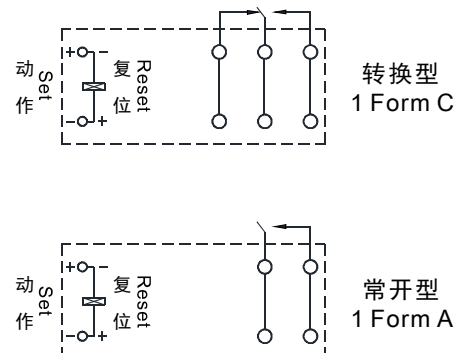 + −
动作 Set
复位 Reset
− +
转换型
1 Form C
+ −
动作 Set
复位 Reset
− +
常开型
1 Form A